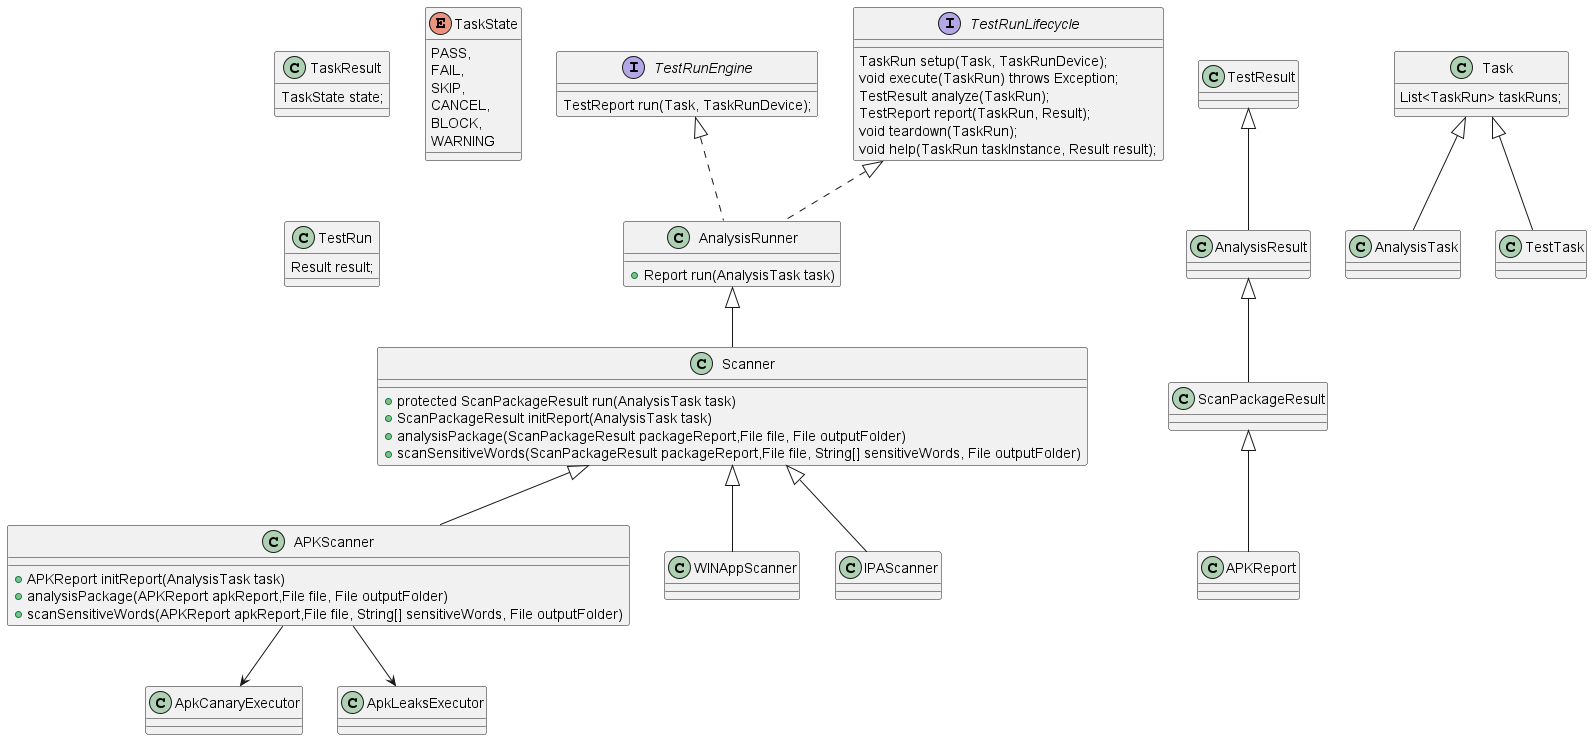 C TaskResult
TaskState state;
E TaskState
PASS,
FAIL,
SKIP,
CANCEL,
BLOCK,
WARNING
I TestRunEngine
TestReport run(Task, TaskRunDevice);
I TestRunLifecycle
TaskRun setup(Task, TaskRunDevice);
void execute(TaskRun) throws Exception;
TestResult analyze(TaskRun);
TestReport report(TaskRun, Result);
void teardown(TaskRun);
void help(TaskRun taskInstance, Result result);
C TestResult
C Task
List<TaskRun> taskRuns;
C TestRun
Result result;
C AnalysisRunner
Report run(AnalysisTask task)
C AnalysisResult
C AnalysisTask
C TestTask
C Scanner
protected ScanPackageResult run(AnalysisTask task)
ScanPackageResult initReport(AnalysisTask task)
analysisPackage(ScanPackageResult packageReport,File file, File outputFolder)
scanSensitiveWords(ScanPackageResult packageReport,File file, String[] sensitiveWords, File outputFolder)
C ScanPackageResult
C APKScanner
APKReport initReport(AnalysisTask task)
analysisPackage(APKReport apkReport,File file, File outputFolder)
scanSensitiveWords(APKReport apkReport,File file, String[] sensitiveWords, File outputFolder)
C WINAppScanner
C IPAScanner
C APKReport
C ApkCanaryExecutor
C ApkLeaksExecutor